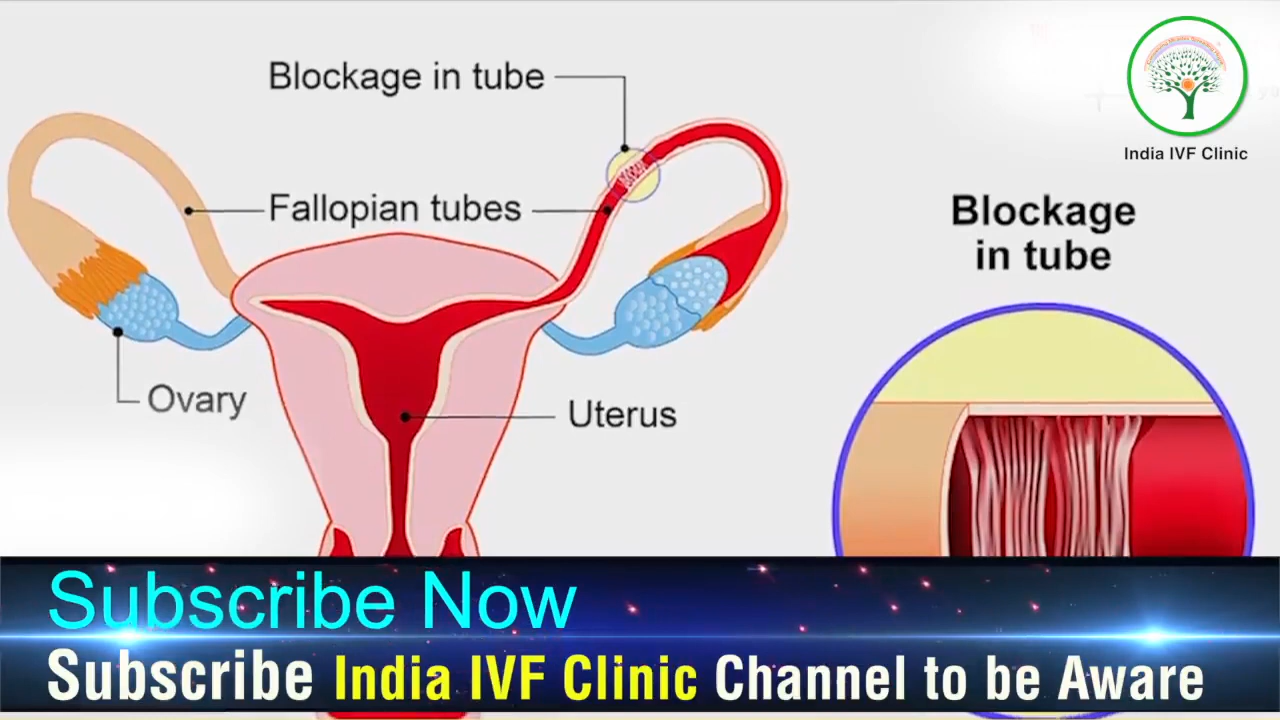 Blockage in tube
India IVF Clinic
Fallopian tubes
Blockage
in tube
Ovary
Uterus
Subscribe Now
Subscribe India IVF Clinic Channel to be Aware